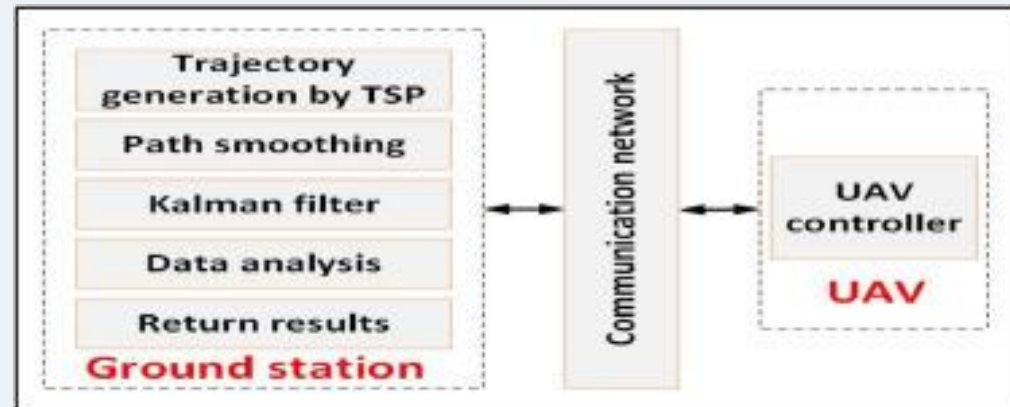 Trajectory
generation by TSP
Path smoothing
Kalman filter
Data analysis
Return results
Ground station
Communication network
UAV
controller
UAV